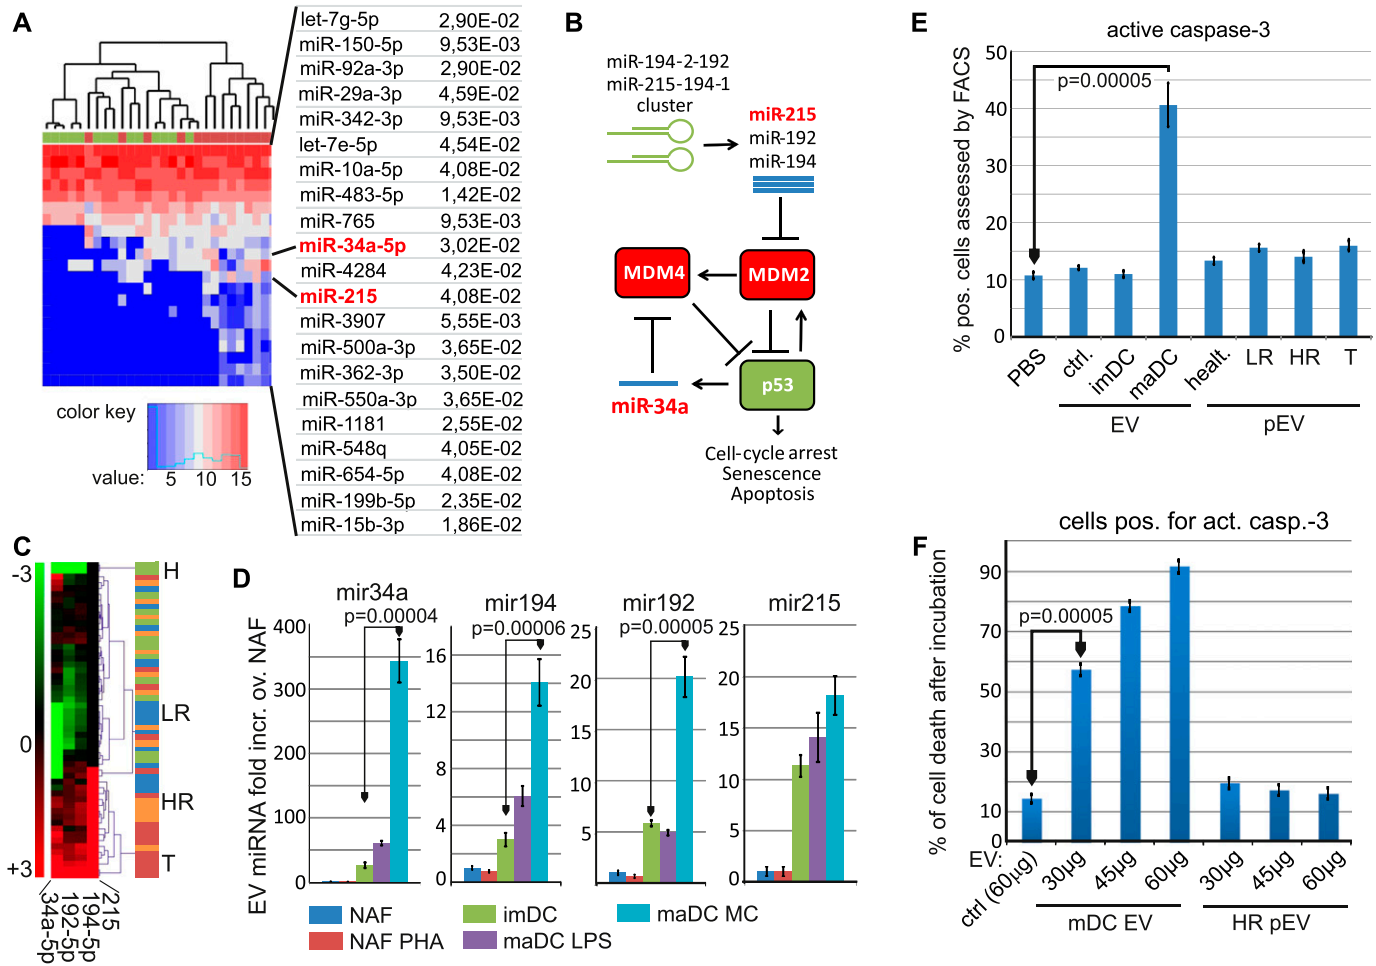 A
let-7g-5p 2,90E-02
miR-150-5p 9,53E-03
miR-92a-3p 2,90E-02
miR-29a-3p 4,59E-02
miR-342-3p 9,53E-03
let-7e-5p 4,54E-02
miR-10a-5p 4,08E-02
miR-483-5p 1,42E-02
miR-765 9,53E-03
miR-34a-5p 3,02E-02
miR-4284 4,23E-02
miR-215 4,08E-02
miR-3907 5,55E-03
miR-500a-3p 3,65E-02
miR-362-3p 3,50E-02
miR-550a-3p 3,65E-02
miR-1181 2,55E-02
miR-548q 4,05E-02
miR-654-5p 4,08E-02
miR-199b-5p 2,35E-02
miR-15b-3p 1,86E-02
color key
value: 5 10 15
B
miR-194-2-192
miR-215-194-1
cluster
miR-215
miR-192
miR-194
MDM4
MDM2
p53
miR-34a
Cell-cycle arrest
Senescence
Apoptosis
C
-3
0
+3
H
LR
HR
T
34a-5p
192-5p
194-5p
215
D
EV miRNA fold incr. ov. NAF
mir34a
p=0.00004
400
300
200
100
0
mir194
p=0.00006
16
12
8
4
0
mir192
p=0.00005
20
15
10
5
mir215
25
20
15
10
5
0
NAF
NAF PHA
imDC
maDC LPS
maDC MC
E
active caspase-3
% pos. cells assessed by FACS
50
40
30
20
10
0
p=0.00005
PBS
ctrl.
imDC
maDC
healt.
LR
HR
T
EV
pEV
F
cells pos. for act. casp.-3
% of cell death after incubation
90
70
50
30
10
0
p=0.00005
EV:
ctrl (60µg)
30µg
45µg
60µg
30µg
45µg
60µg
mDC EV
HR pEV